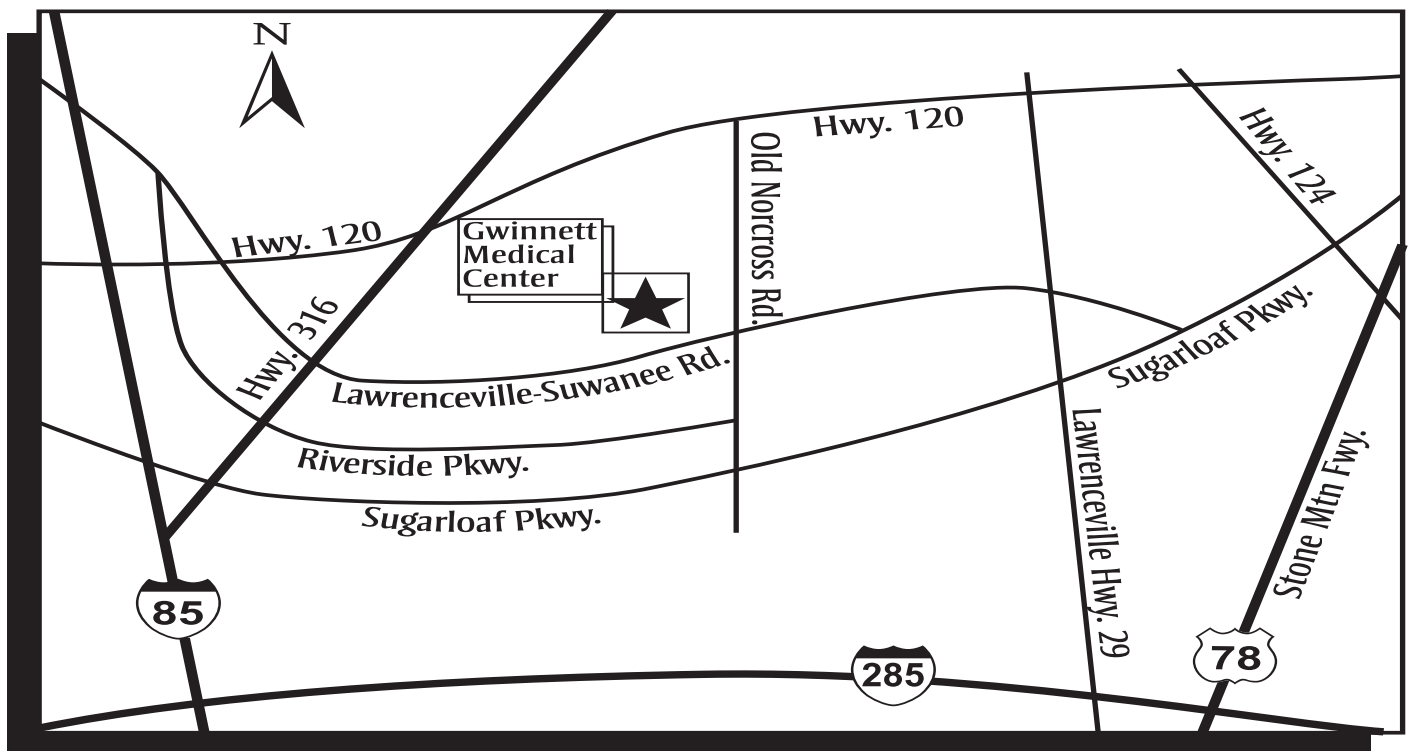 N
Hwy. 120
Old Norcross Rd.
Hwy. 124
Hwy. 120
Gwinnett
Medical
Center
Hwy. 316
Sugarloaf Pkwy.
Lawrenceville-Suwanee Rd.
Riverside Pkwy.
Lawrenceville Hwy. 29
Stone Mtn Fwy.
Sugarloaf Pkwy.
85
78
285